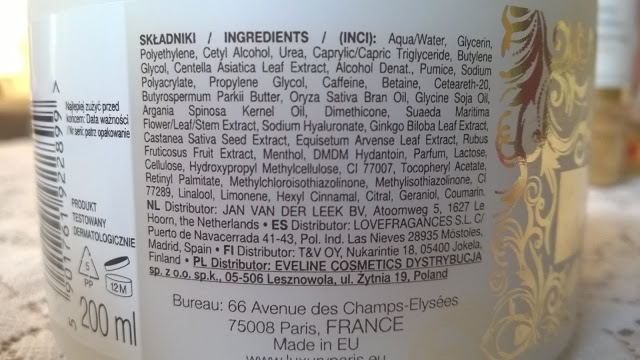 SKŁADNIKI / INGREDIENTS / (INCI): Aqua/Water, Glycerin,
Polyethylene, Cetyl Alcohol, Urea, Caprylic/Capric Triglyceride, Butylene
Glycol, Centella Asiatica Leaf Extract, Alcohol Denat., Pumice, Sodium
Polyacrylate, Propylene Glycol, Caffeine, Betaine, Ceteareth-20,
Butyrospermum Parkii Butter, Oryza Sativa Bran Oil, Glycine Soja Oil,
Argania Spinosa Kernel Oil, Dimethicone, Suaeda Maritima
Flower/Leaf/Stem Extract, Sodium Hyaluronate, Ginkgo Biloba Leaf Extract,
Castanea Sativa Seed Extract, Equisetum Arvense Leaf Extract, Rubus
Fruticosus Fruit Extract, Menthol, DMDM Hydantoin, Parfum, Lactose,
Cellulose, Hydroxypropyl Methylcellulose, CI 77007, Tocopheryl Acetate,
Retinyl Palmitate, Methylchloroisothiazolinone, Methylisothiazolinone, CI
77289, Linalool, Limonene, Hexyl Cinnamal, Citral, Geraniol, Coumarin.
NL Distributor: JAN VAN DER LEEK BV, Atoomweg 5, 1627 Le
Hoorn, the Netherlands • ES Distributor: LOVEFRAGANCES S.L. C/
Puerto de Navacerrada 41-43, Pol. Ind. Las Nieves 28935 Móstoles,
Madrid, Spain • FI Distributor: T&V OY, Nukarintie 18, 05400 Jokela,
Finland • PL Distributor: EVELINE COSMETICS DYSTRYBUCJA
sp. z o.o. sp.k., 05-506 Lesznowola, ul. Żytnia 19, Poland
Bureau: 66 Avenue des Champs-Elysées
75008 Paris, FRANCE
Made in EU
www.luxuryparis.eu
Najlepiej zużyć przed
końcem: Data ważności
/ Nr serii: patrz opakowanie
PRODUKT
TESTOWANY
DERMATOLOGICZNIE
5
PP
12M
200 ml
5 901761 922899 >